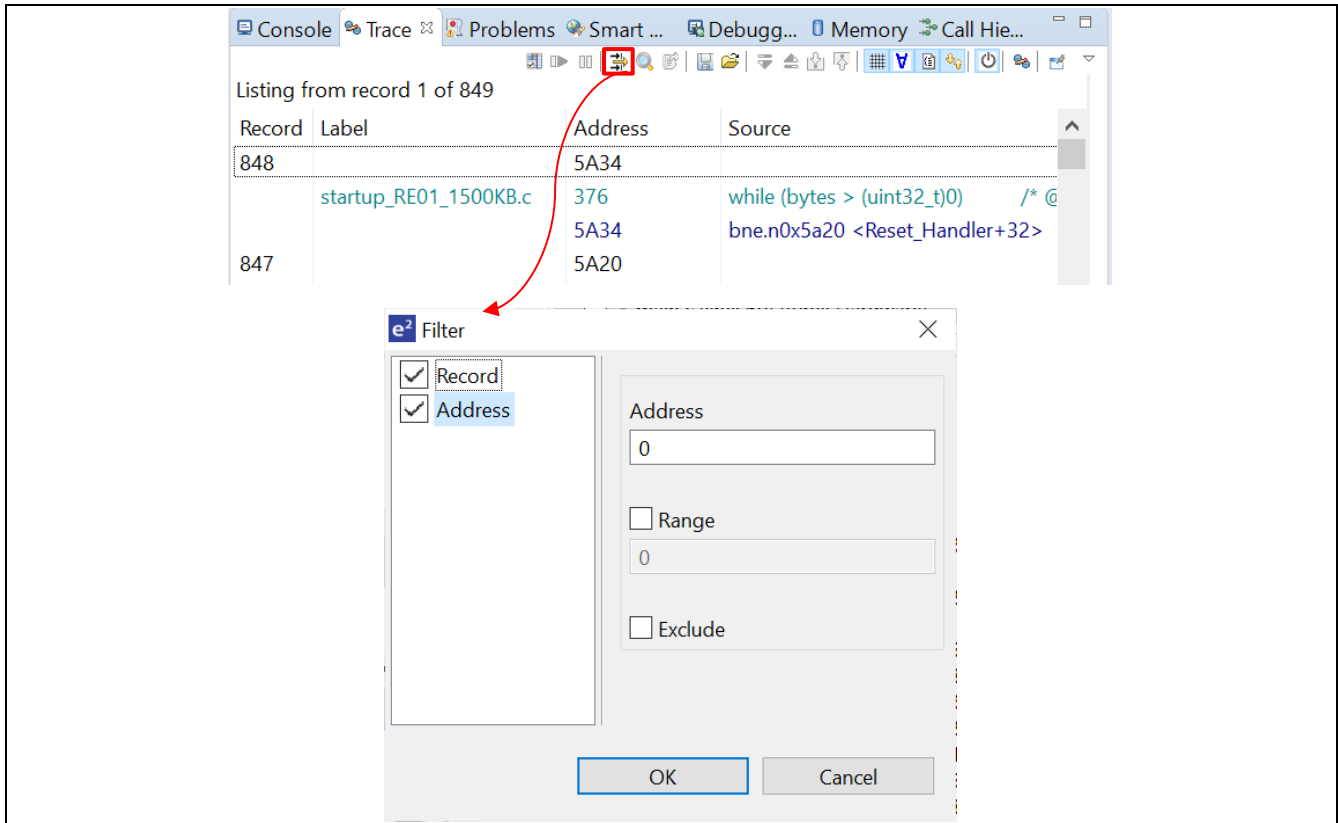 Console Trace Problems Smart ... Debugg... Memory Call Hie...
Listing from record 1 of 849
Record Label Address Source
848 5A34
startup_RE01_1500KB.c 376 while (bytes > (uint32_t)0) /* @
5A34 bne.n0x5a20 <Reset_Handler+32>
847 5A20
e² Filter
Record
Address
Address
0
Range
0
Exclude
OK Cancel